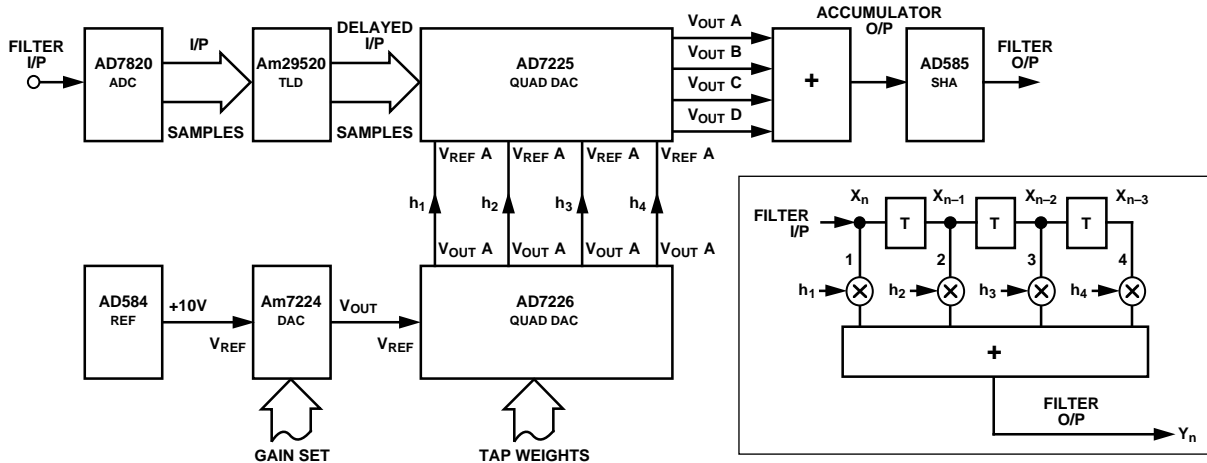 FILTER
I/P
AD7820
ADC
I/P
SAMPLES
Am29520
TLD
DELAYED
I/P
SAMPLES
AD7225
QUAD DAC
VOUT A
VOUT B
VOUT C
VOUT D
+
ACCUMULATOR
O/P
AD585
SHA
FILTER
O/P
VREF A VREF A VREF A VREF A
h1 h2 h3 h4
VOUT A VOUT A VOUT A VOUT A
AD584
REF
+10V
VREF
Am7224
DAC
VOUT
VREF
AD7226
QUAD DAC
GAIN SET
TAP WEIGHTS
Xn Xn–1 Xn–2 Xn–3
FILTER
I/P
T T T
1 2 3 4
h1 h2 h3 h4
+
FILTER
O/P
Yn